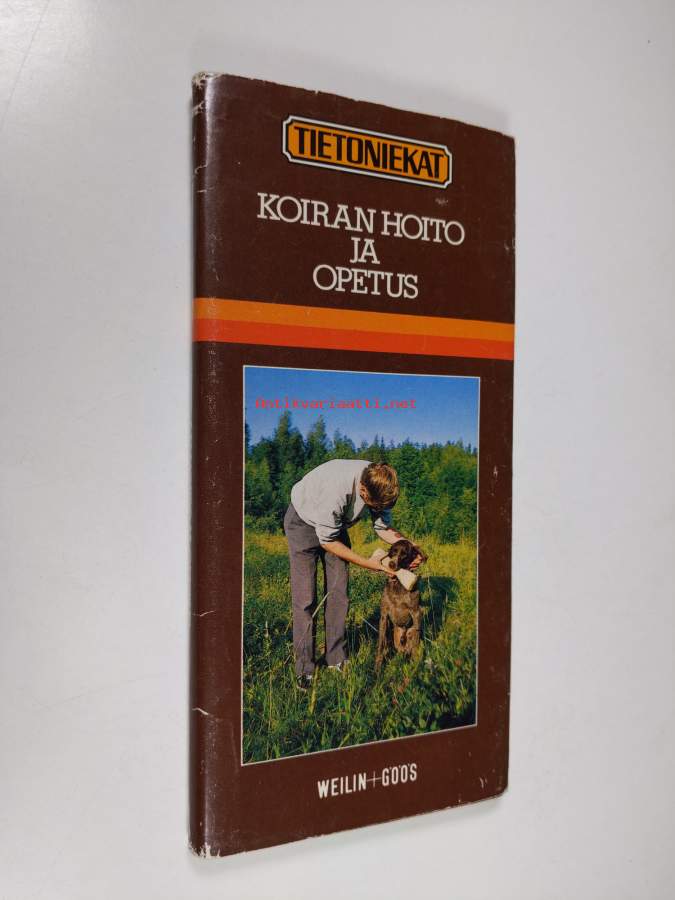 TIETONIEKAT
KOIRAN HOITO
JA
OPETUS
Antikvariaatti.net
WEILIN+GÖÖS